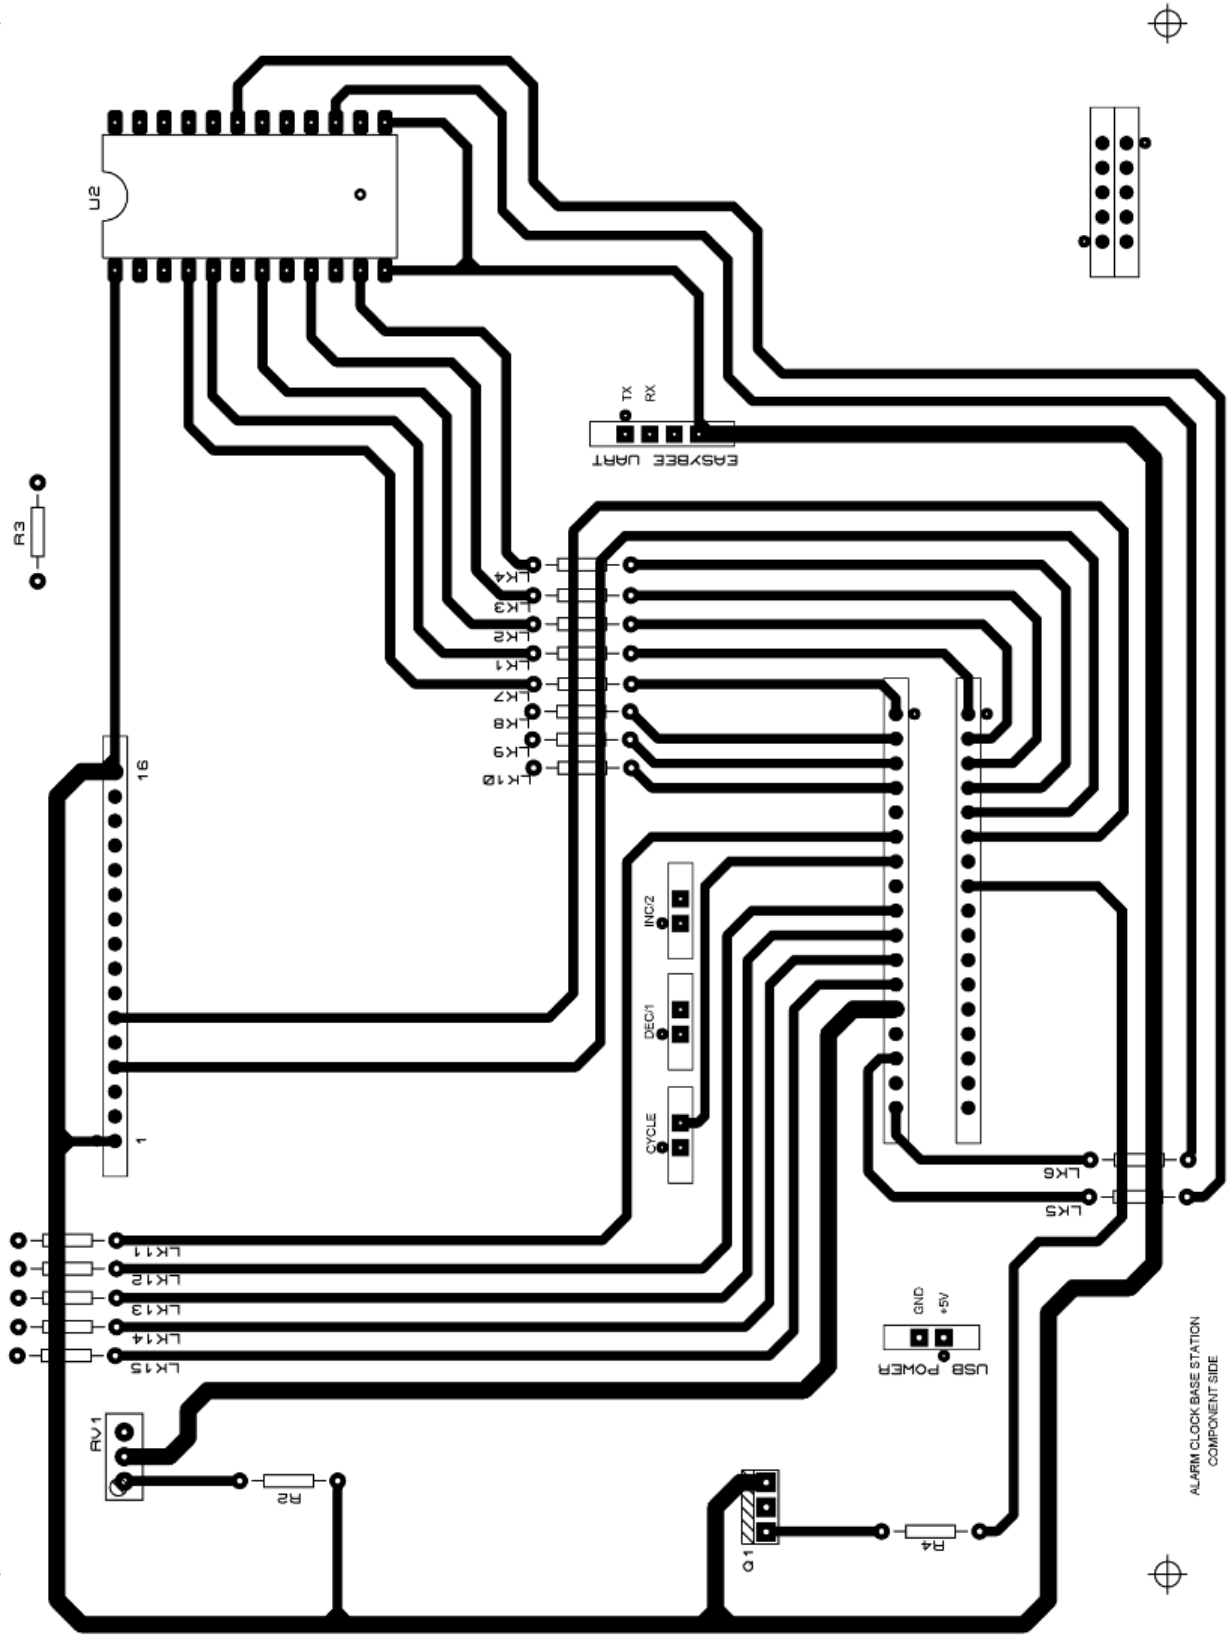 U2
TX
RX
EASYBEE UART
R3
LK4
LK3
LK2
LK1
LK7
LK8
LK9
LK10
16
INC/2
DEC/1
CYCLE
1
LK6
LK5
LK11
LK12
LK13
LK14
LK15
GND
+5V
USB POWER
RV1
R2
Q1
R4
ALARM CLOCK BASE STATION
COMPONENT SIDE